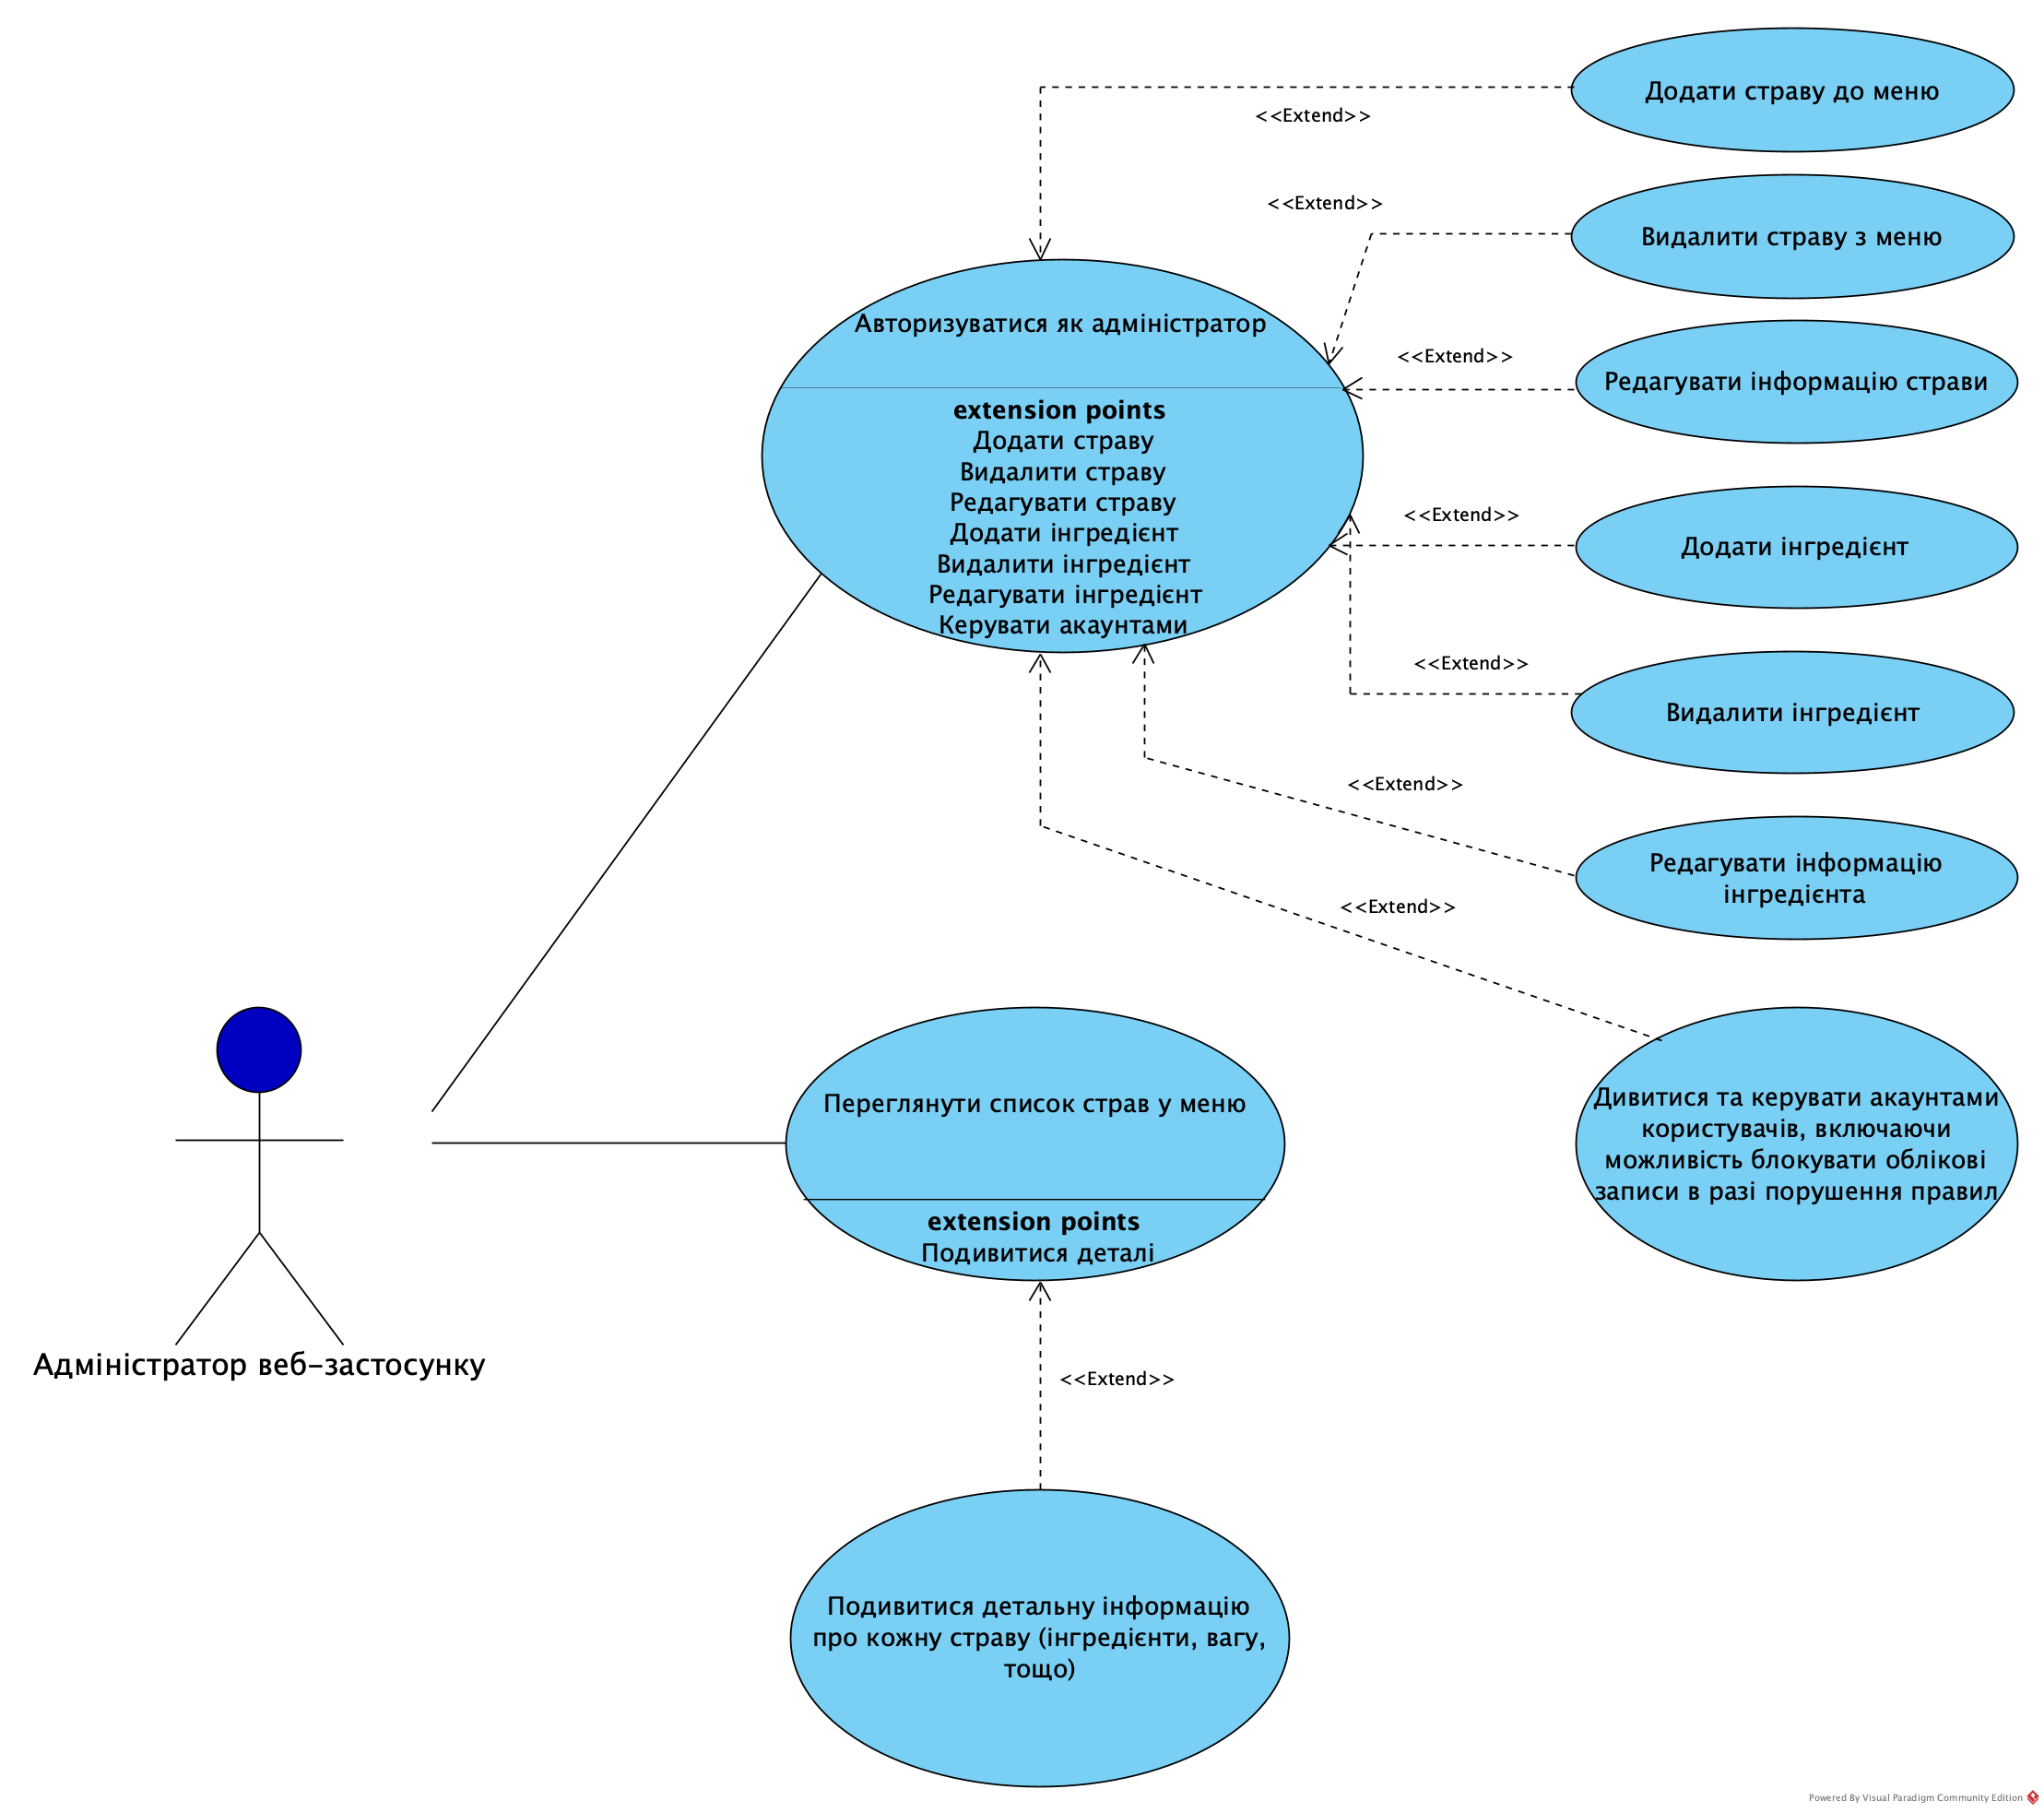 Додати страву до меню
<<Extend>>
Видалити страву з меню
<<Extend>>
Авторизуватися як адміністратор
<<Extend>>
Редагувати інформацію страви
extension points
Додати страву
Видалити страву
Редагувати страву
Додати інгредієнт
Видалити інгредієнт
Редагувати інгредієнт
Керувати акаунтами
<<Extend>>
Додати інгредієнт
<<Extend>>
Видалити інгредієнт
<<Extend>>
Редагувати інформацію
інгредієнта
<<Extend>>
Переглянути список страв у меню
extension points
Подивитися деталі
Дивитися та керувати акаунтами
користувачів, включаючи
можливість блокувати облікові
записи в разі порушення правил
Адміністратор веб-застосунку
<<Extend>>
Подивитися детальну інформацію
про кожну страву (інгредієнти, вагу,
тощо)
Powered By Visual Paradigm Community Edition